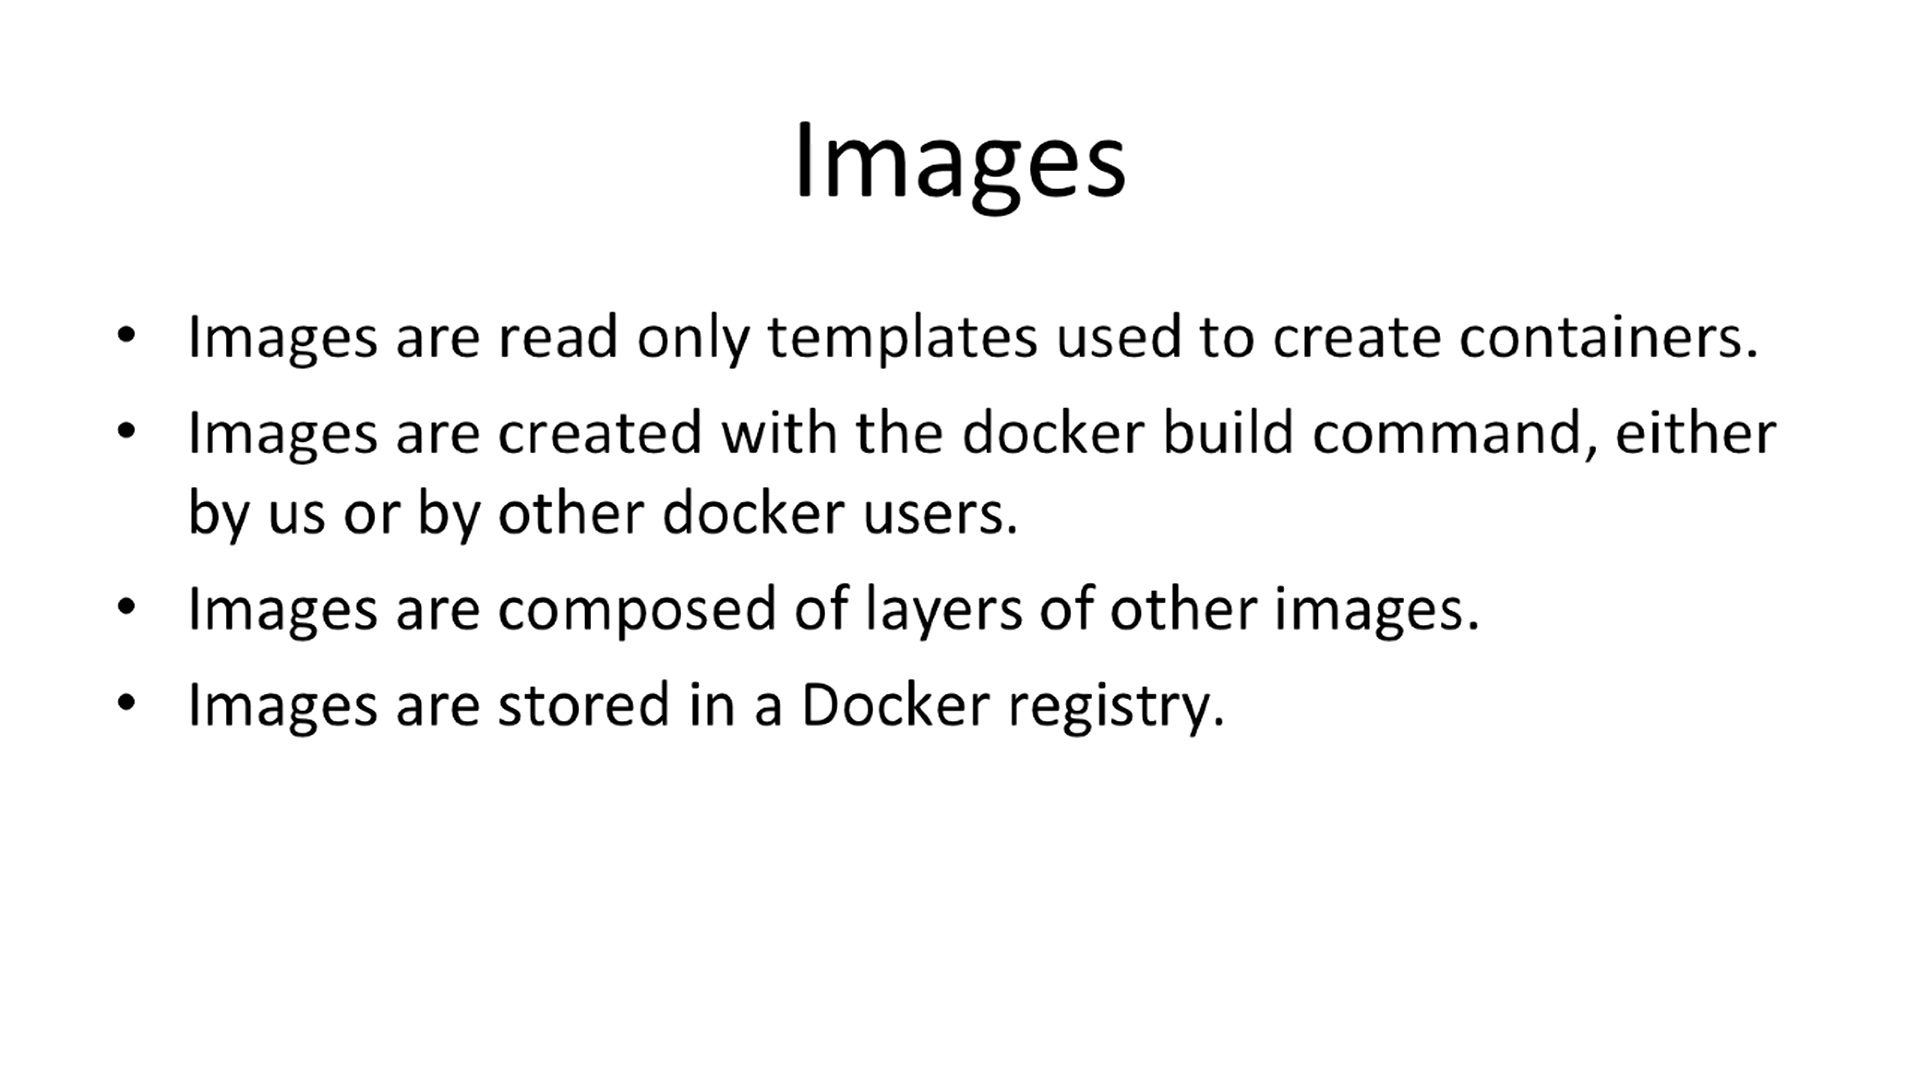 Images
• Images are read only templates used to create containers.
• Images are created with the docker build command, either
by us or by other docker users.
• Images are composed of layers of other images.
• Images are stored in a Docker registry.